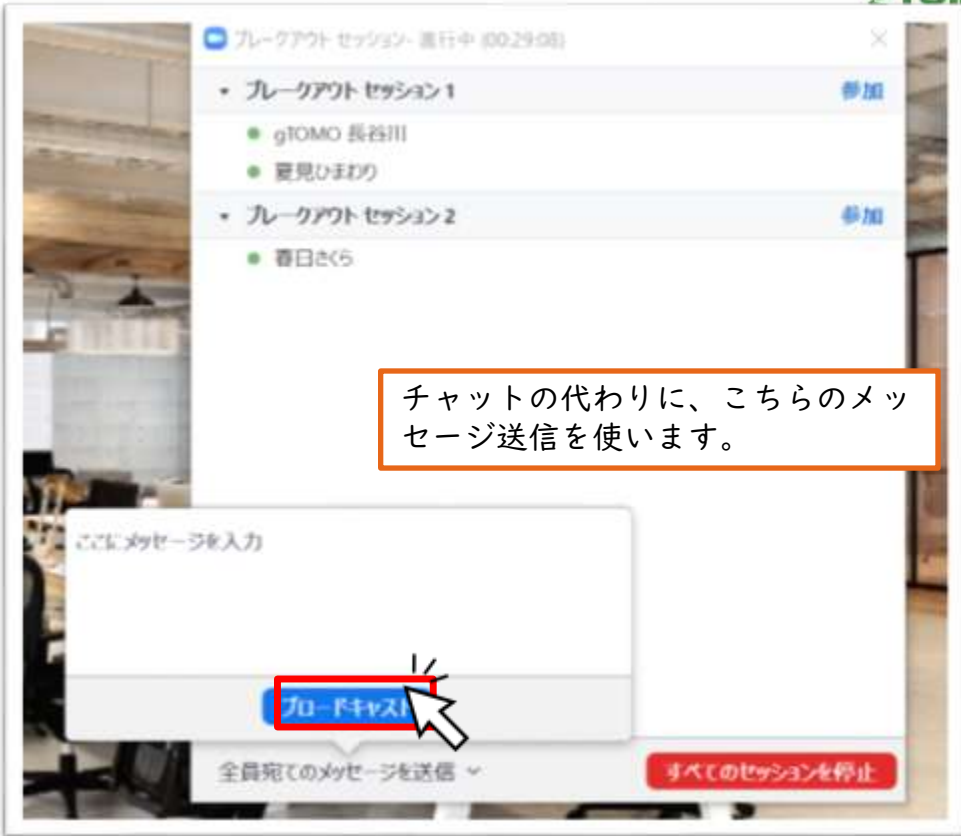 ブレークアウト セッション - 進行中 (00:29:08)
ブレークアウト セッション 1
参加
gTOMO 長谷川
夏見ひまわり
ブレークアウト セッション 2
参加
春日さくら
チャットの代わりに、こちらのメッ
セージ送信を使います。
ここにメッセージを入力
ブロードキャスト
全員宛てのメッセージを送信
すべてのセッションを停止